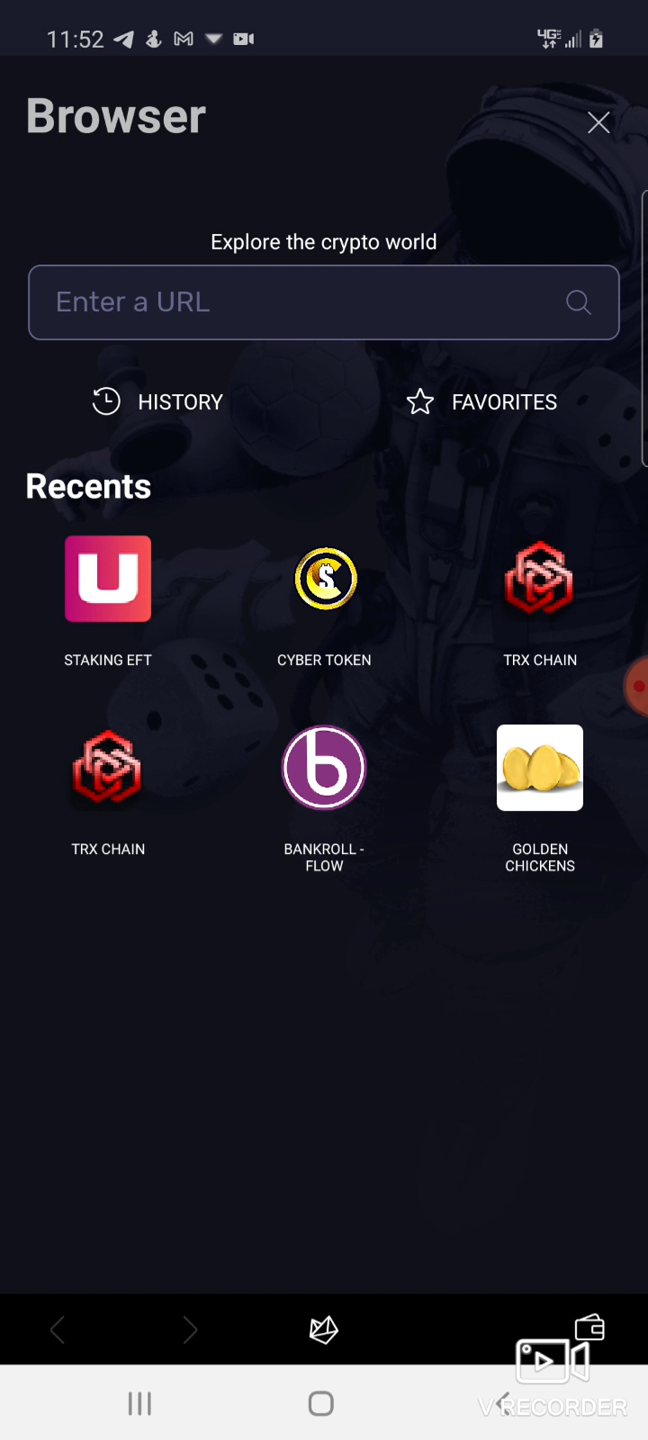 11:52
4GE
Browser
Explore the crypto world
Enter a URL
HISTORY
FAVORITES
Recents
STAKING EFT
CYBER TOKEN
TRX CHAIN
TRX CHAIN
BANKROLL -
FLOW
GOLDEN
CHICKENS
V RECORDER